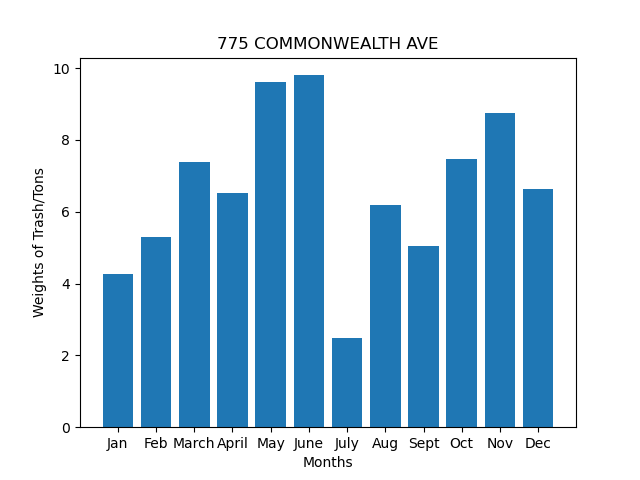 775 COMMONWEALTH AVE
Weights of Trash/Tons
10
8
6
4
2
0
Jan Feb March April May June July Aug Sept Oct Nov Dec
Months